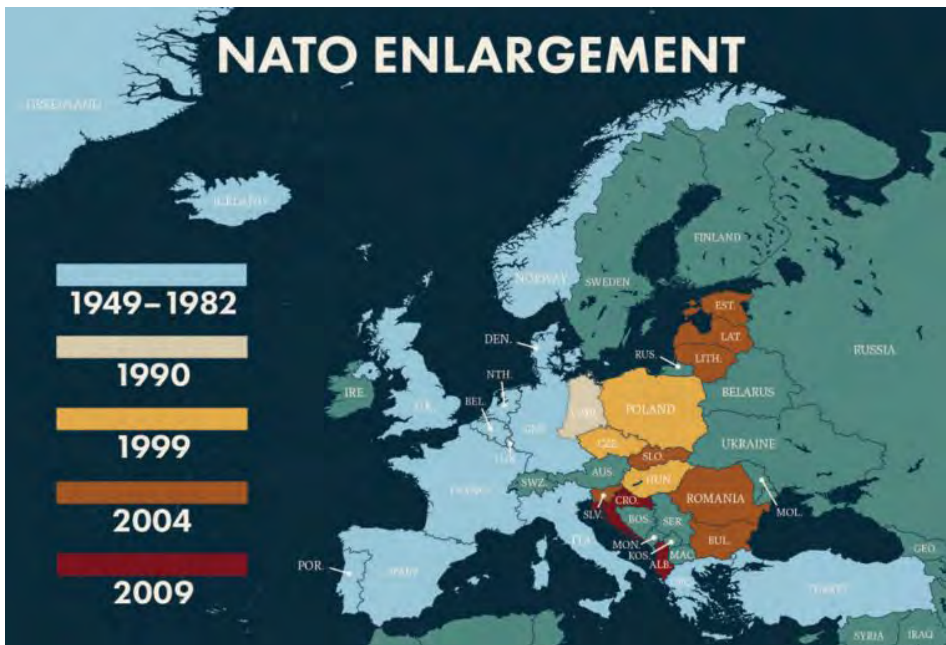 NATO ENLARGEMENT
GREENLAND
ICELAND
1949–1982
1990
1999
2004
2009
NORWAY
SWEDEN
FINLAND
RUSSIA
EST.
LAT.
LITH.
RUS.
BELARUS
DEN.
NTH.
BEL.
IRE.
U.K.
GER.
POLAND
UKRAINE
CZE.
SLO.
AUS.
HUN.
SWZ.
FRANCE
ROMANIA
MOL.
SLV.
CRO.
BOS.
SER.
BUL.
ITA.
MON.
KOS.
MAC.
ALB.
POR.
SPAIN
TURKEY
GEO.
SYRIA
IRAQ